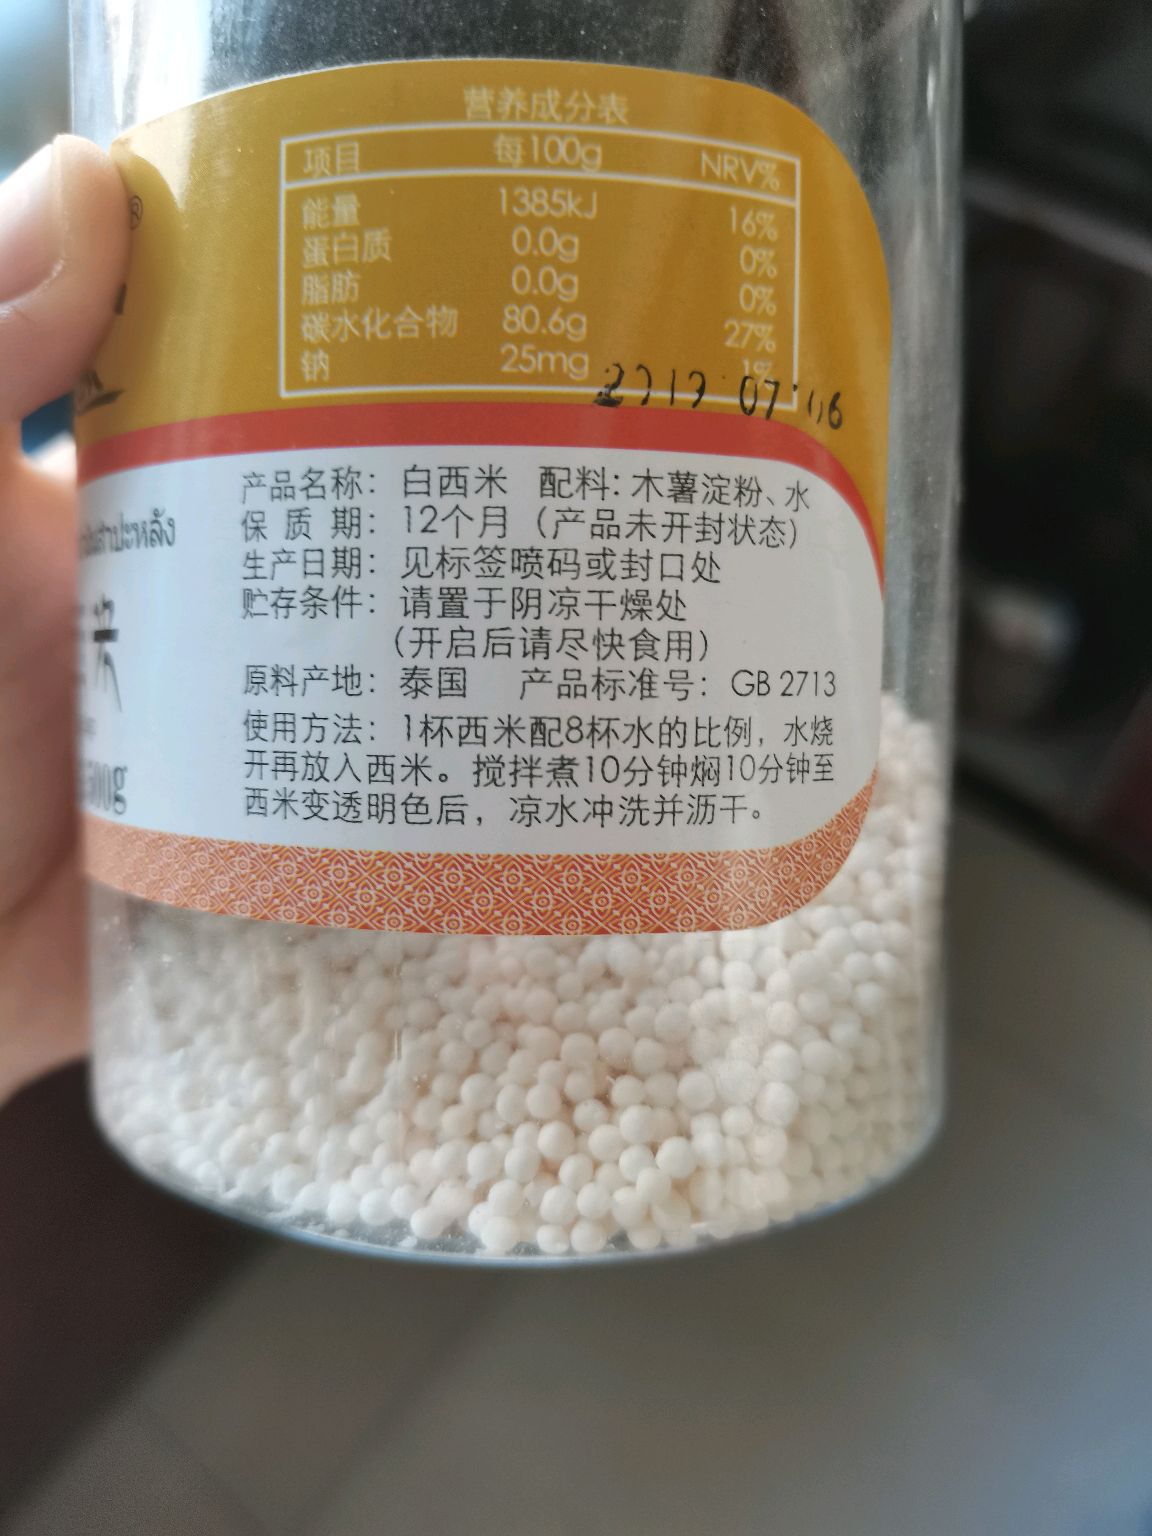 营养成分表
项目 每100g NRV%
能量 1385kJ 16%
蛋白质 0.0g 0%
脂肪 0.0g 0%
碳水化合物 80.6g 27%
钠 25mg 1%
2019 07 06
产品名称：白西米 配料：木薯淀粉、水
保质期：12个月（产品未开封状态）
生产日期：见标签喷码或封口处
贮存条件：请置于阴凉干燥处
（开启后请尽快食用）
原料产地：泰国 产品标准号：GB 2713
使用方法：1杯西米配8杯水的比例，水烧
开再放入西米。搅拌煮10分钟焖10分钟至
西米变透明色后，凉水冲洗并沥干。
®
米
500g